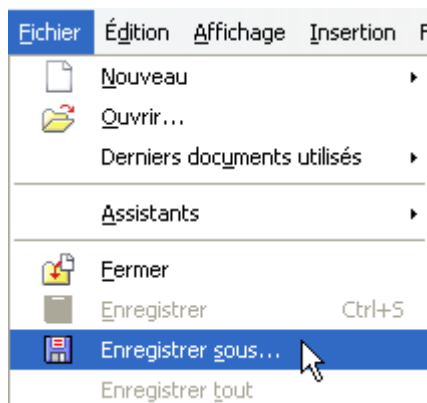 Fichier Édition Affichage Insertion F
Nouveau
Ouvrir...
Derniers documents utilisés
Assistants
Fermer
Enregistrer Ctrl+S
Enregistrer sous...
Enregistrer tout